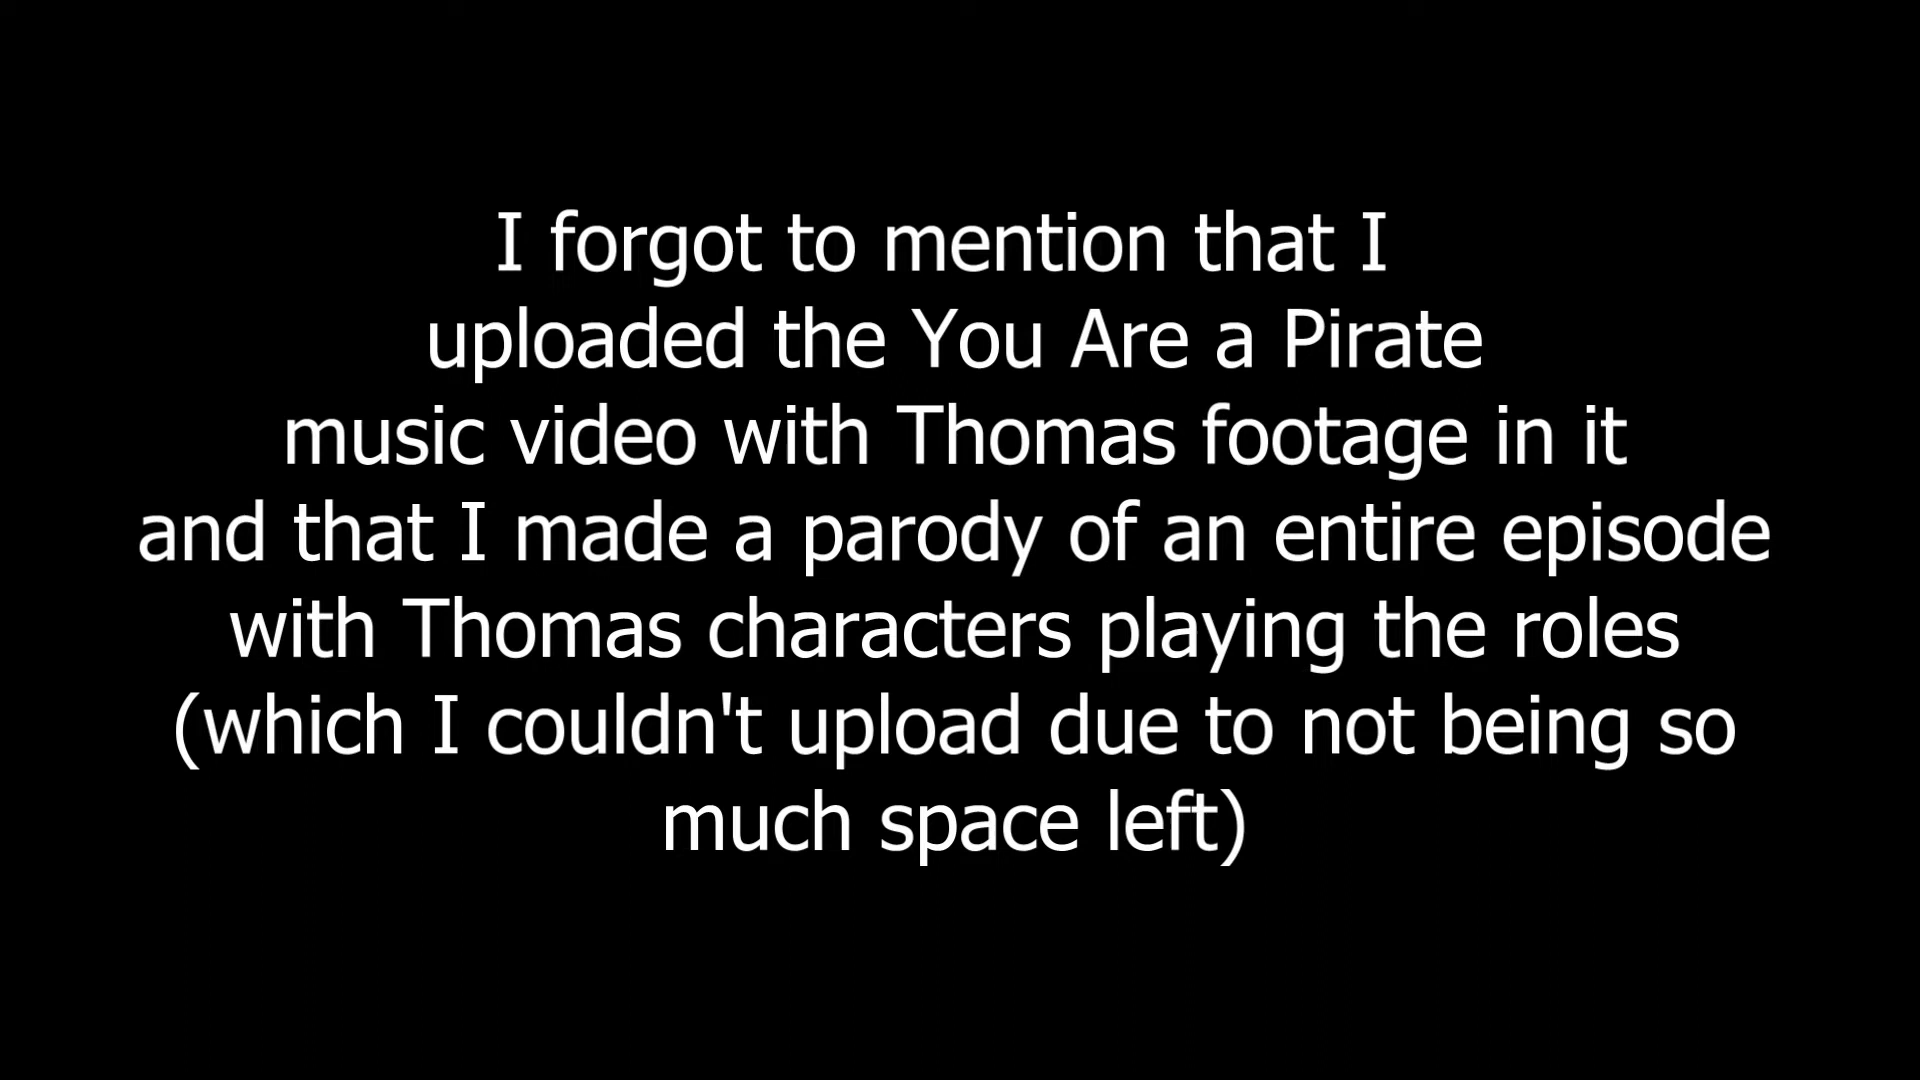 I forgot to mention that I
uploaded the You Are a Pirate
music video with Thomas footage in it
and that I made a parody of an entire episode
with Thomas characters playing the roles
(which I couldn't upload due to not being so
much space left)